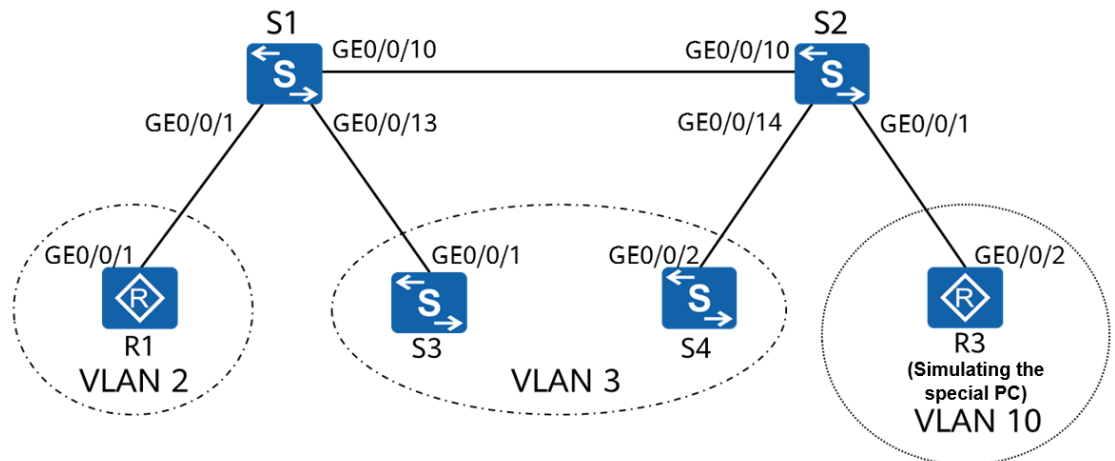 S1
S2
GE0/0/10
GE0/0/10
S
S
GE0/0/1
GE0/0/13
GE0/0/14
GE0/0/1
GE0/0/1
GE0/0/1
GE0/0/2
GE0/0/2
R
S
S
R
R1
S3
S4
R3
VLAN 2
VLAN 3
(Simulating the
special PC)
VLAN 10